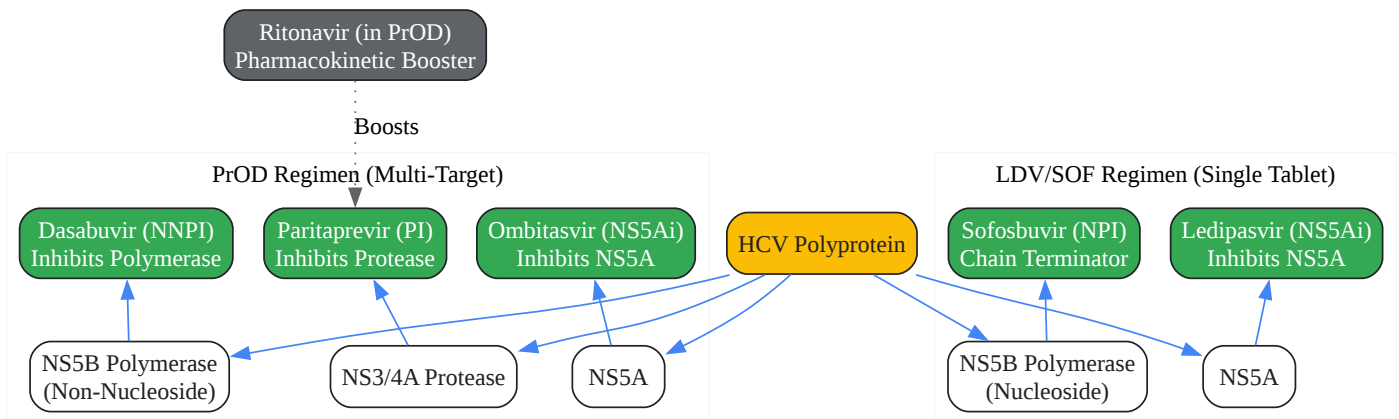 Ritonavir (in PrOD)
Pharmacokinetic Booster
Boosts
PrOD Regimen (Multi-Target)
LDV/SOF Regimen (Single Tablet)
Dasabuvir (NNPI)
Inhibits Polymerase
Paritaprevir (PI)
Inhibits Protease
Ombitasvir (NS5Ai)
Inhibits NS5A
HCV Polyprotein
Sofosbuvir (NPI)
Chain Terminator
Ledipasvir (NS5Ai)
Inhibits NS5A
NS5B Polymerase
(Non-Nucleoside)
NS3/4A Protease
NS5A
NS5B Polymerase
(Nucleoside)
NS5A